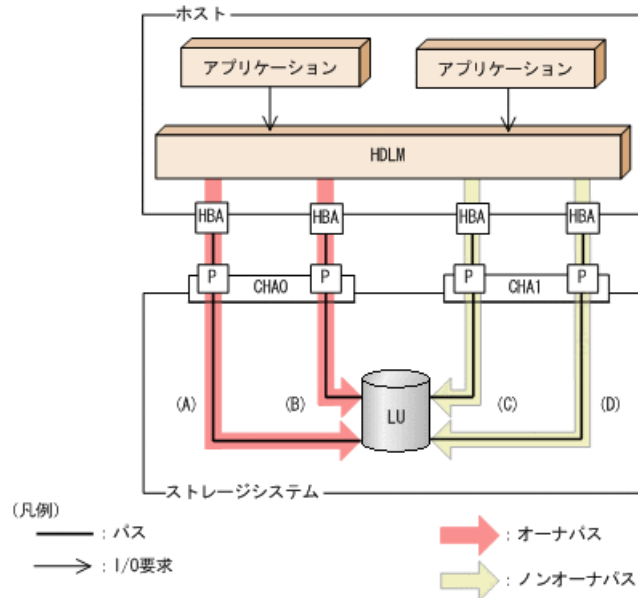 ホスト
アプリケーション
アプリケーション
HDLM
HBA
HBA
HBA
HBA
P
P
P
P
CHA0
CHA1
(A)
(B)
LU
(C)
(D)
ストレージシステム
(凡例)
: パス
: I/O要求
: オーナパス
: ノンオーナパス